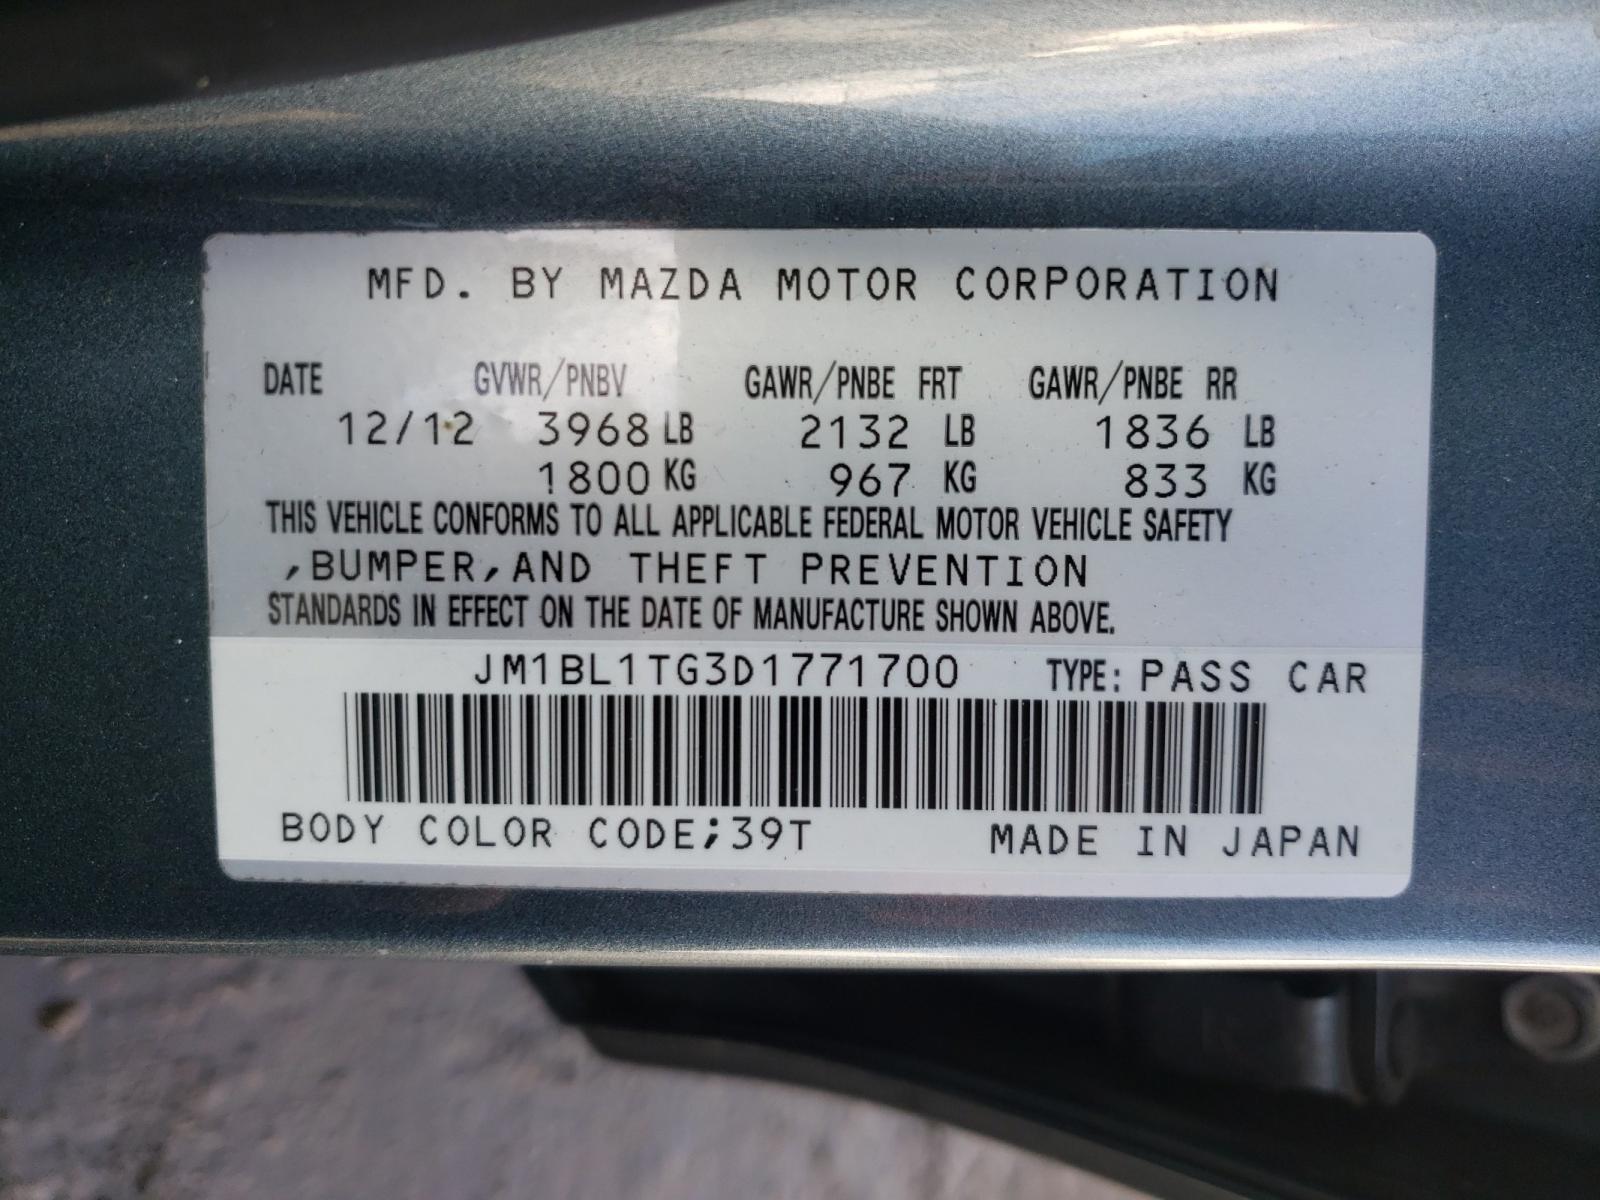 MFD. BY MAZDA MOTOR CORPORATION
DATE GVWR/PNBV GAWR/PNBE FRT GAWR/PNBE RR
12/12 3968 LB 2132 LB 1836 LB
1800 KG 967 KG 833 KG
THIS VEHICLE CONFORMS TO ALL APPLICABLE FEDERAL MOTOR VEHICLE SAFETY
,BUMPER,AND THEFT PREVENTION
STANDARDS IN EFFECT ON THE DATE OF MANUFACTURE SHOWN ABOVE.
JM1BL1TG3D1771700 TYPE: PASS CAR
BODY COLOR CODE;39T MADE IN JAPAN